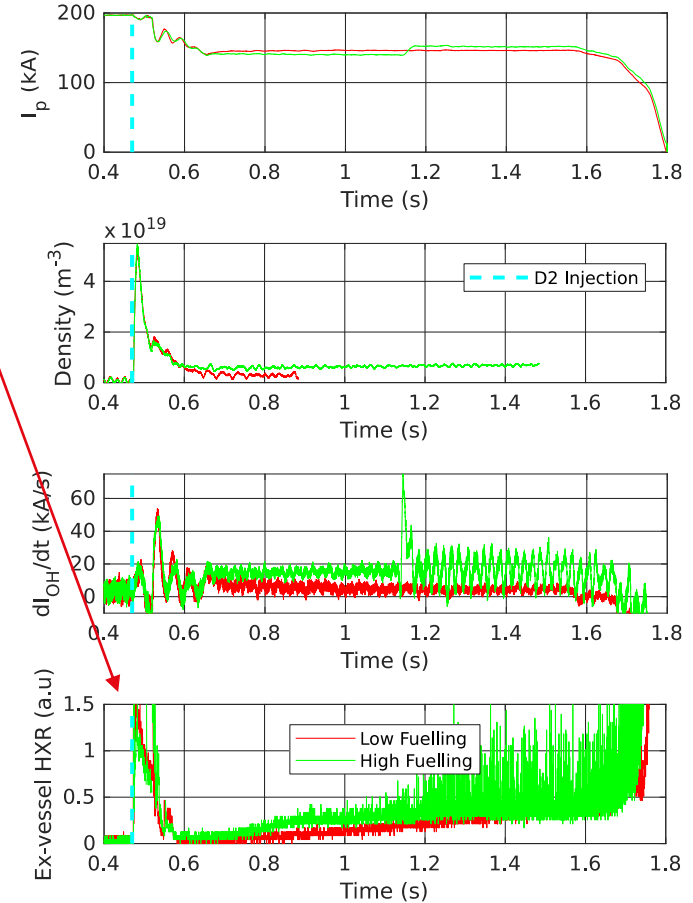 200
100
0
I_p (kA)
0.4 0.6 0.8 1 1.2 1.4 1.6 1.8
Time (s)
x 10^19
4
2
0
Density (m^-3)
D2 Injection
0.4 0.6 0.8 1 1.2 1.4 1.6 1.8
Time (s)
60
40
20
0
dI_OH/dt (kA/s)
0.4 0.6 0.8 1 1.2 1.4 1.6 1.8
Time (s)
1.5
1
0.5
0
Ex-vessel HXR (a.u)
Low Fuelling
High Fuelling
0.4 0.6 0.8 1 1.2 1.4 1.6 1.8
Time (s)